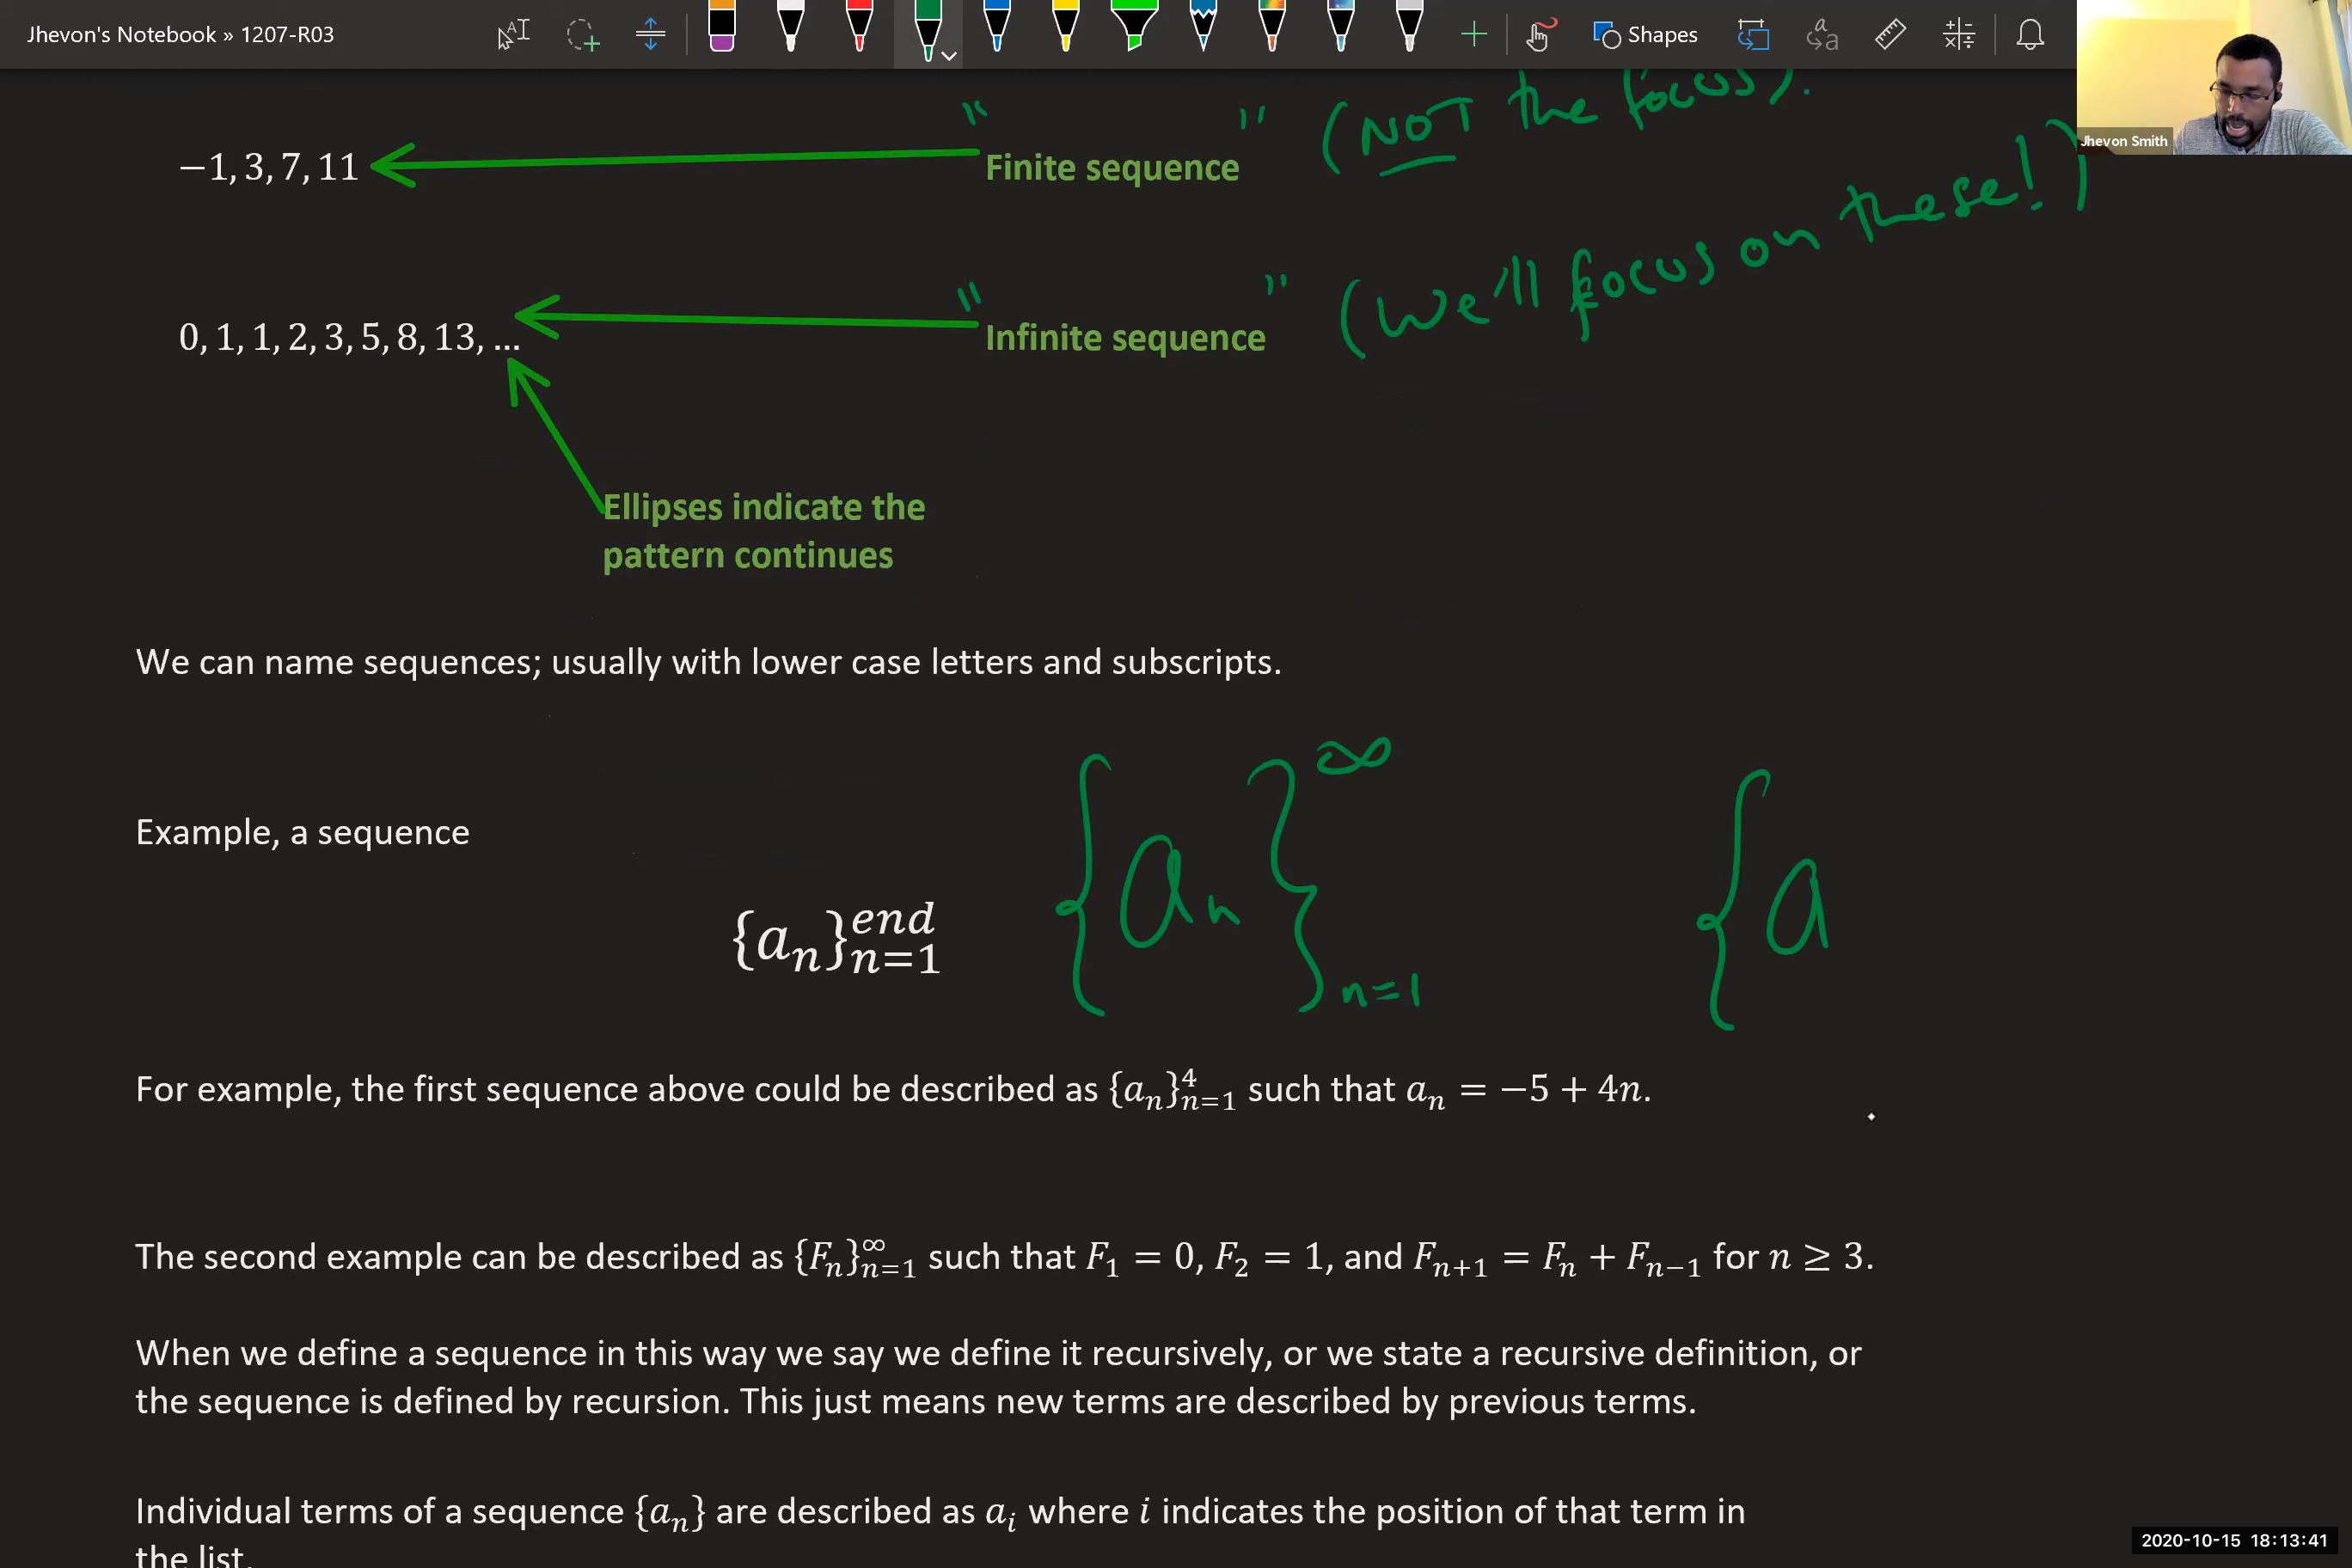 Jhevon's Notebook » 1207-R03
Shapes
Jhevon Smith
−1, 3, 7, 11
" Finite sequence " (NOT the focus).
0, 1, 1, 2, 3, 5, 8, 13, ...
" Infinite sequence " (We'll focus on these!)
Ellipses indicate the
pattern continues
We can name sequences; usually with lower case letters and subscripts.
Example, a sequence
{a_n}_{n=1}^{end} {a_n}_{n=1}^{∞} {a
For example, the first sequence above could be described as {a_n}_{n=1}^{4} such that a_n = −5 + 4n.
The second example can be described as {F_n}_{n=1}^{∞} such that F_1 = 0, F_2 = 1, and F_{n+1} = F_n + F_{n−1} for n ≥ 3.
When we define a sequence in this way we say we define it recursively, or we state a recursive definition, or
the sequence is defined by recursion. This just means new terms are described by previous terms.
Individual terms of a sequence {a_n} are described as a_i where i indicates the position of that term in
the list.
2020-10-15 18:13:41